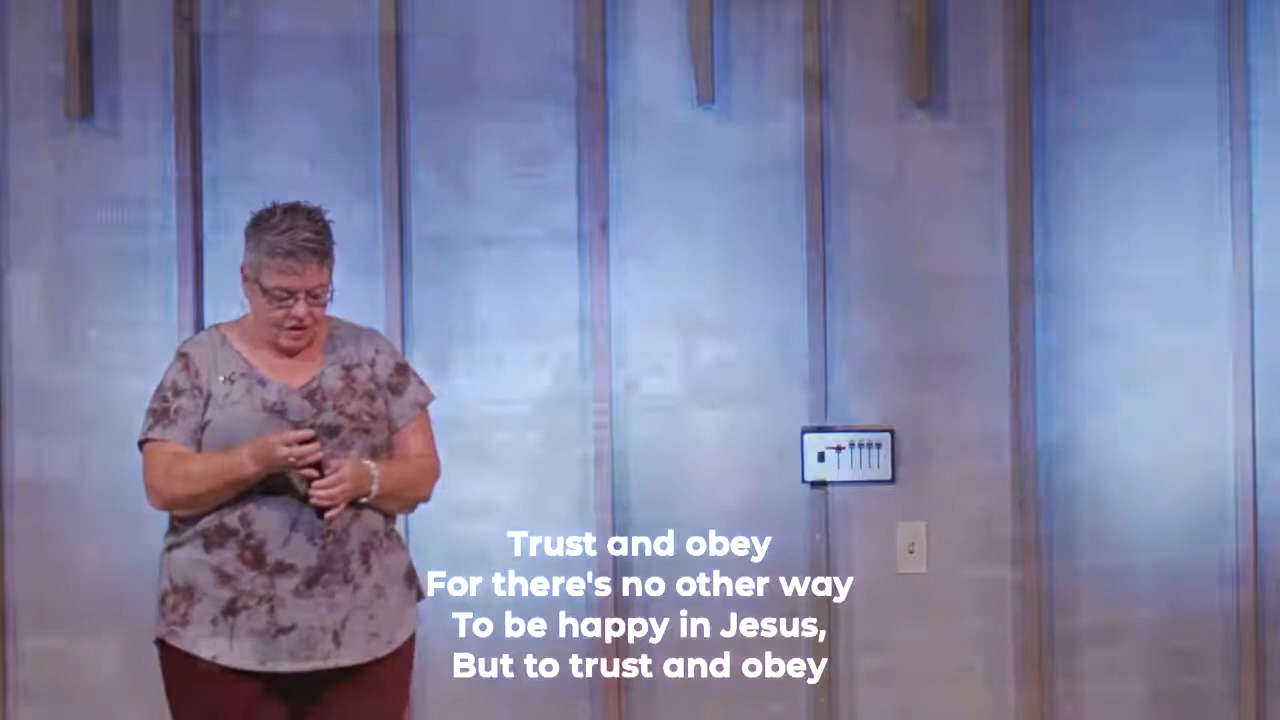 Trust and obey
For there's no other way
To be happy in Jesus,
But to trust and obey